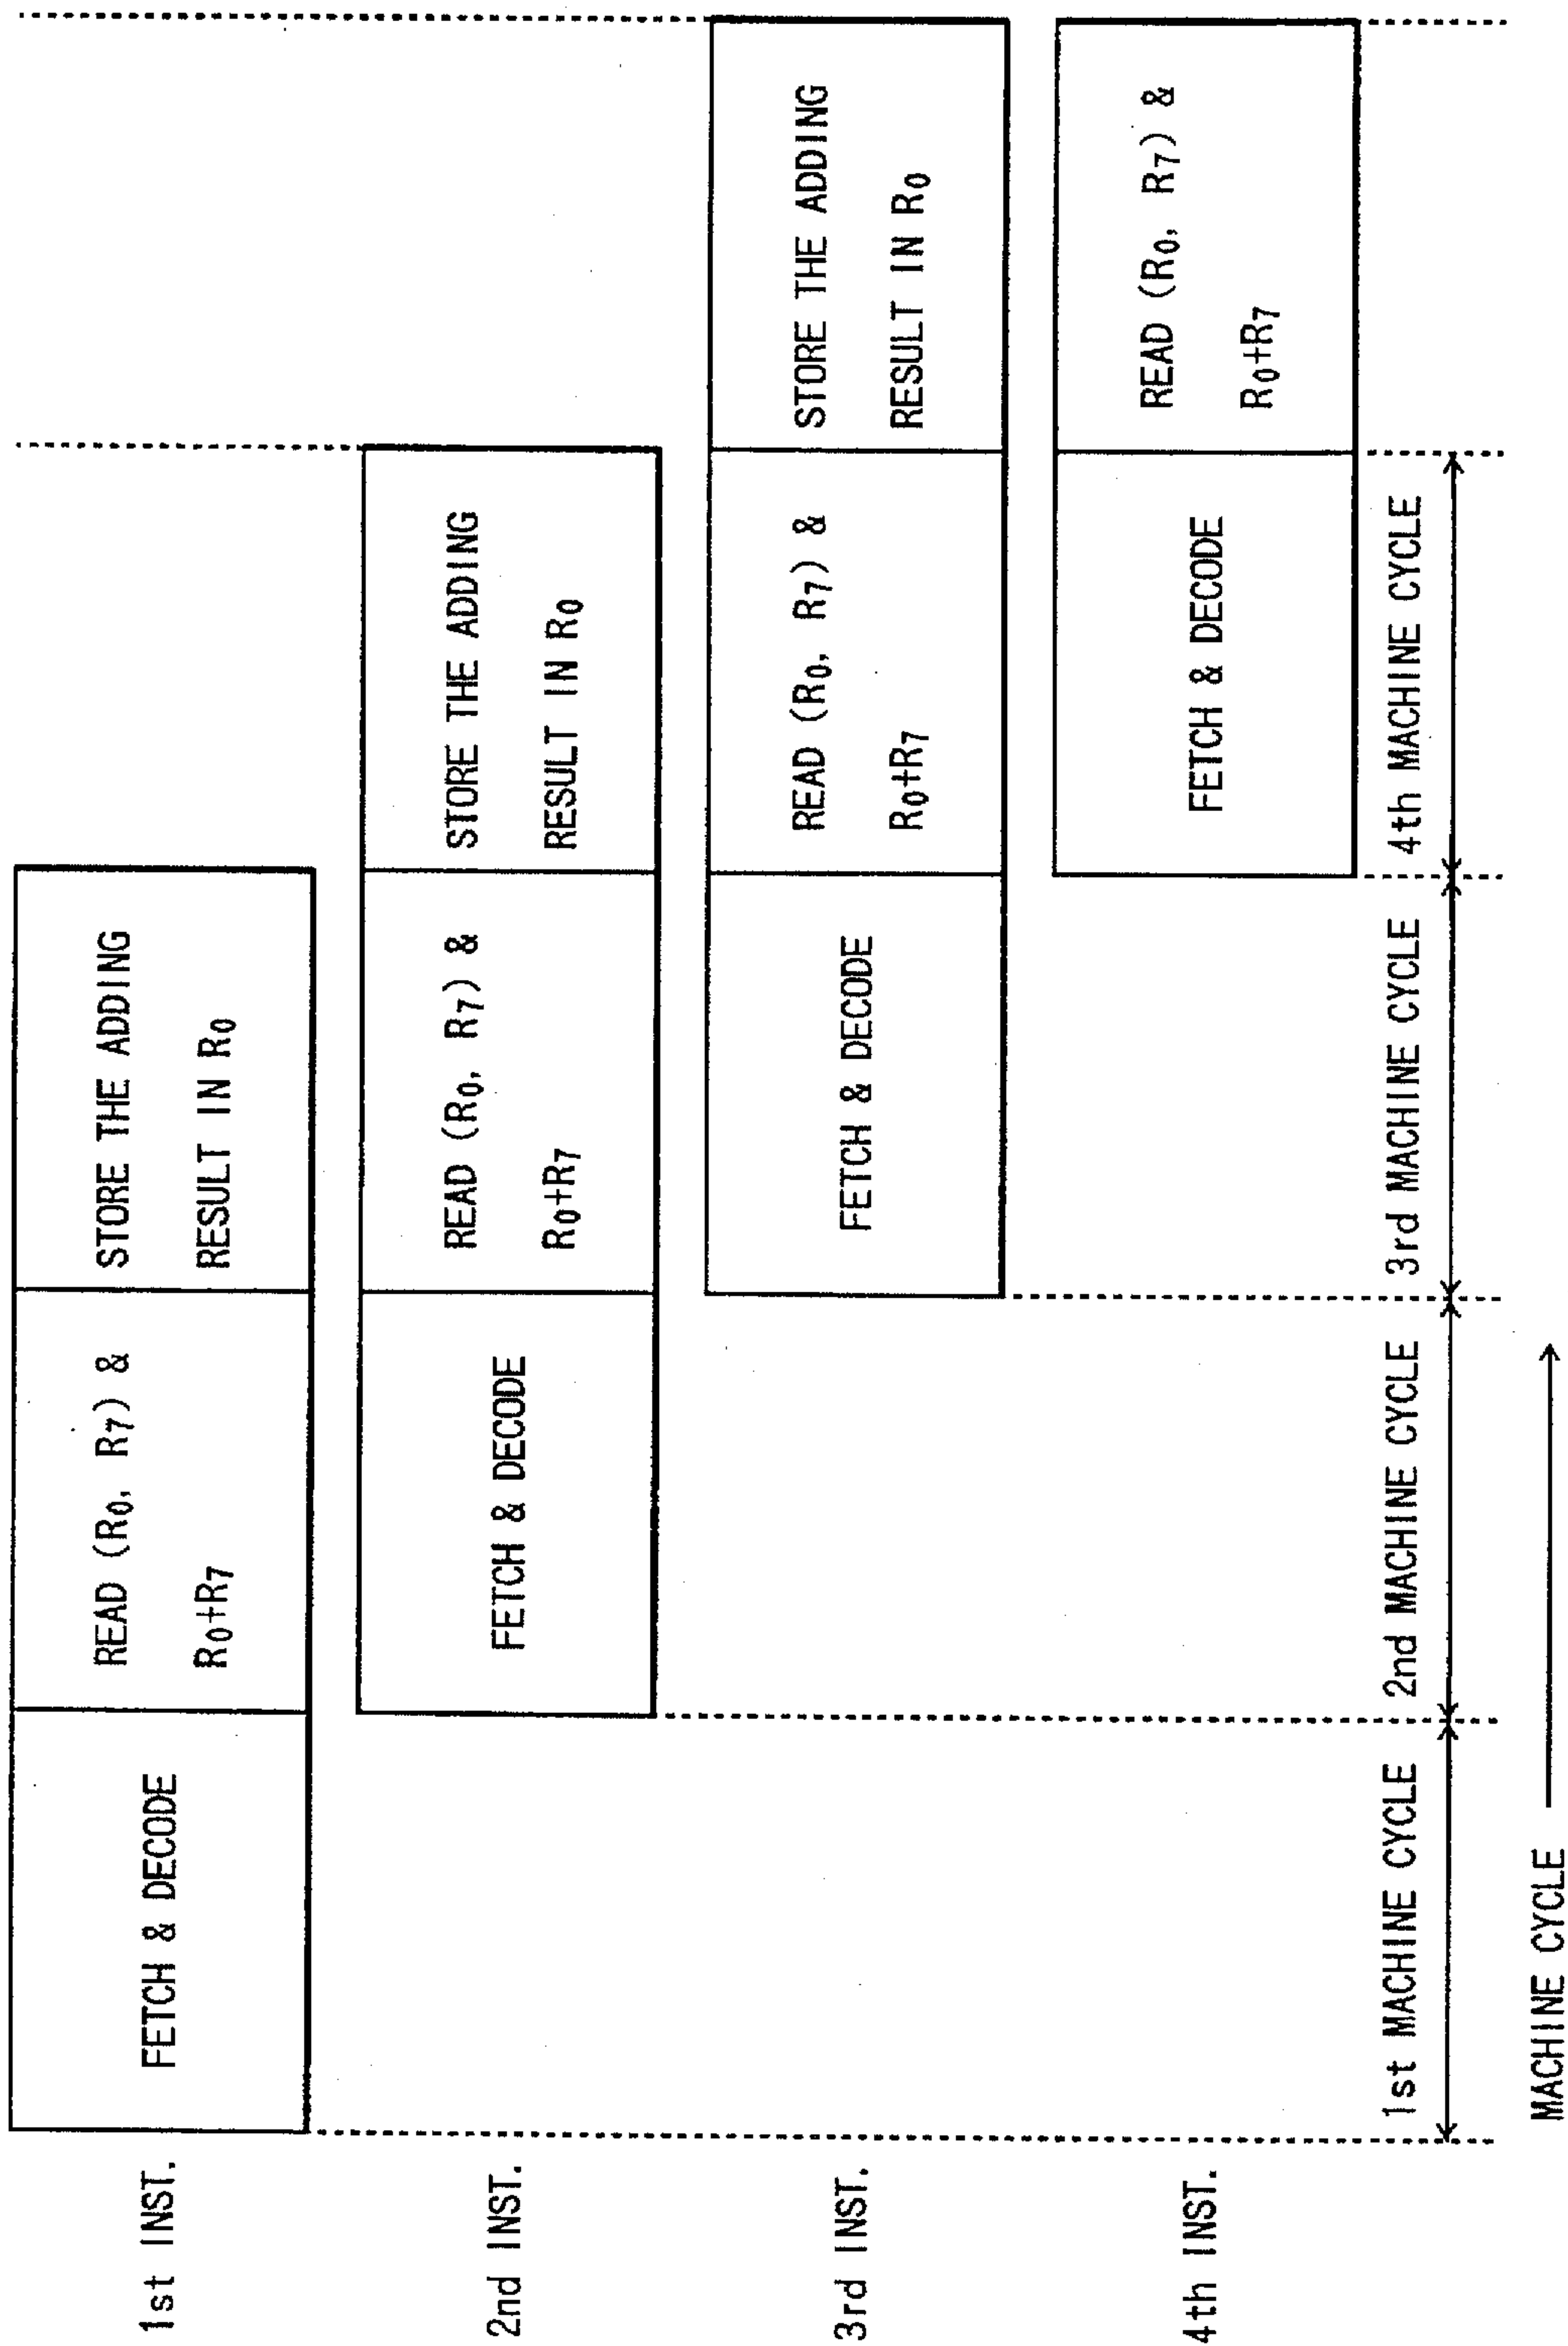 1st INST.
FETCH & DECODE
READ (R0, R7) &
R0+R7
STORE THE ADDING
RESULT IN R0
2nd INST.
FETCH & DECODE
READ (R0, R7) &
R0+R7
STORE THE ADDING
RESULT IN R0
3rd INST.
FETCH & DECODE
READ (R0, R7) &
R0+R7
STORE THE ADDING
RESULT IN R0
4th INST.
FETCH & DECODE
READ (R0, R7) &
R0+R7
1st MACHINE CYCLE
2nd MACHINE CYCLE
3rd MACHINE CYCLE
4th MACHINE CYCLE
MACHINE CYCLE